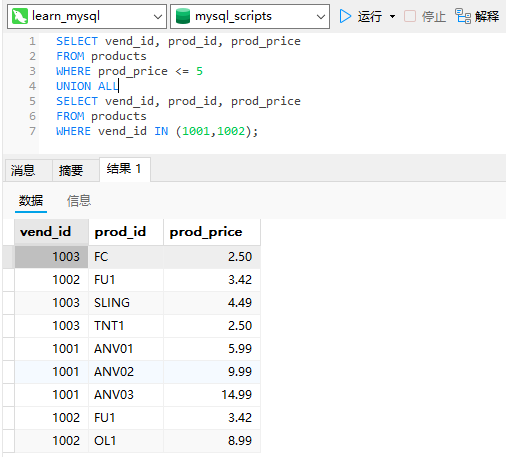 learn_mysql mysql_scripts 运行 停止 解释
1 SELECT vend_id, prod_id, prod_price
2 FROM products
3 WHERE prod_price <= 5
4 UNION ALL
5 SELECT vend_id, prod_id, prod_price
6 FROM products
7 WHERE vend_id IN (1001,1002);
消息 摘要 结果 1
数据 信息
vend_id prod_id prod_price
1003 FC 2.50
1002 FU1 3.42
1003 SLING 4.49
1003 TNT1 2.50
1001 ANV01 5.99
1001 ANV02 9.99
1001 ANV03 14.99
1002 FU1 3.42
1002 OL1 8.99